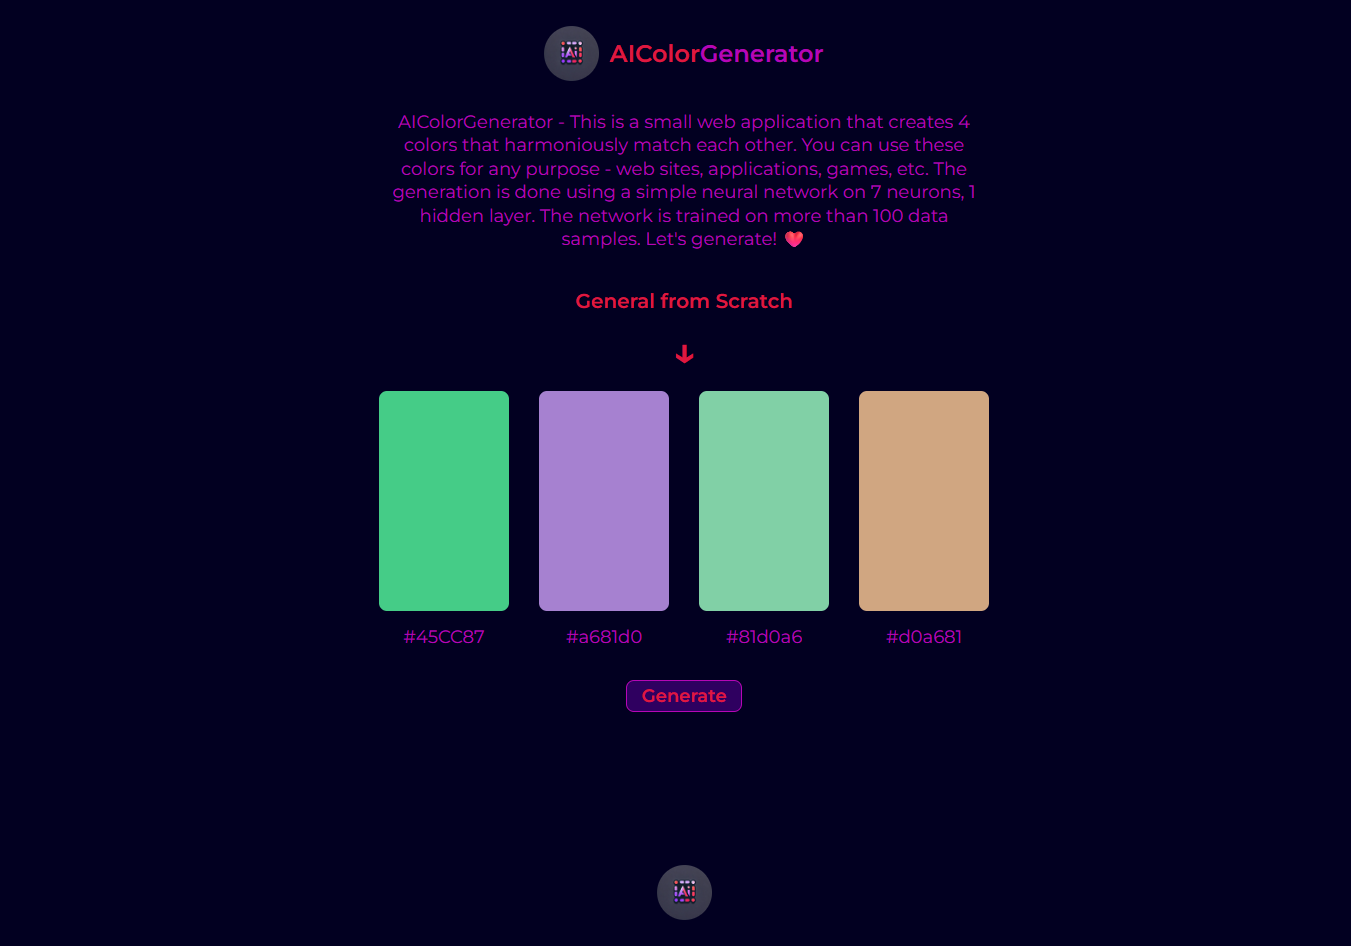 Ai
AIColorGenerator
AIColorGenerator - This is a small web application that creates 4
colors that harmoniously match each other. You can use these
colors for any purpose - web sites, applications, games, etc. The
generation is done using a simple neural network on 7 neurons, 1
hidden layer. The network is trained on more than 100 data
samples. Let's generate! 💖
General from Scratch
↓
#45CC87 #a681d0 #81d0a6 #d0a681
Generate
Ai